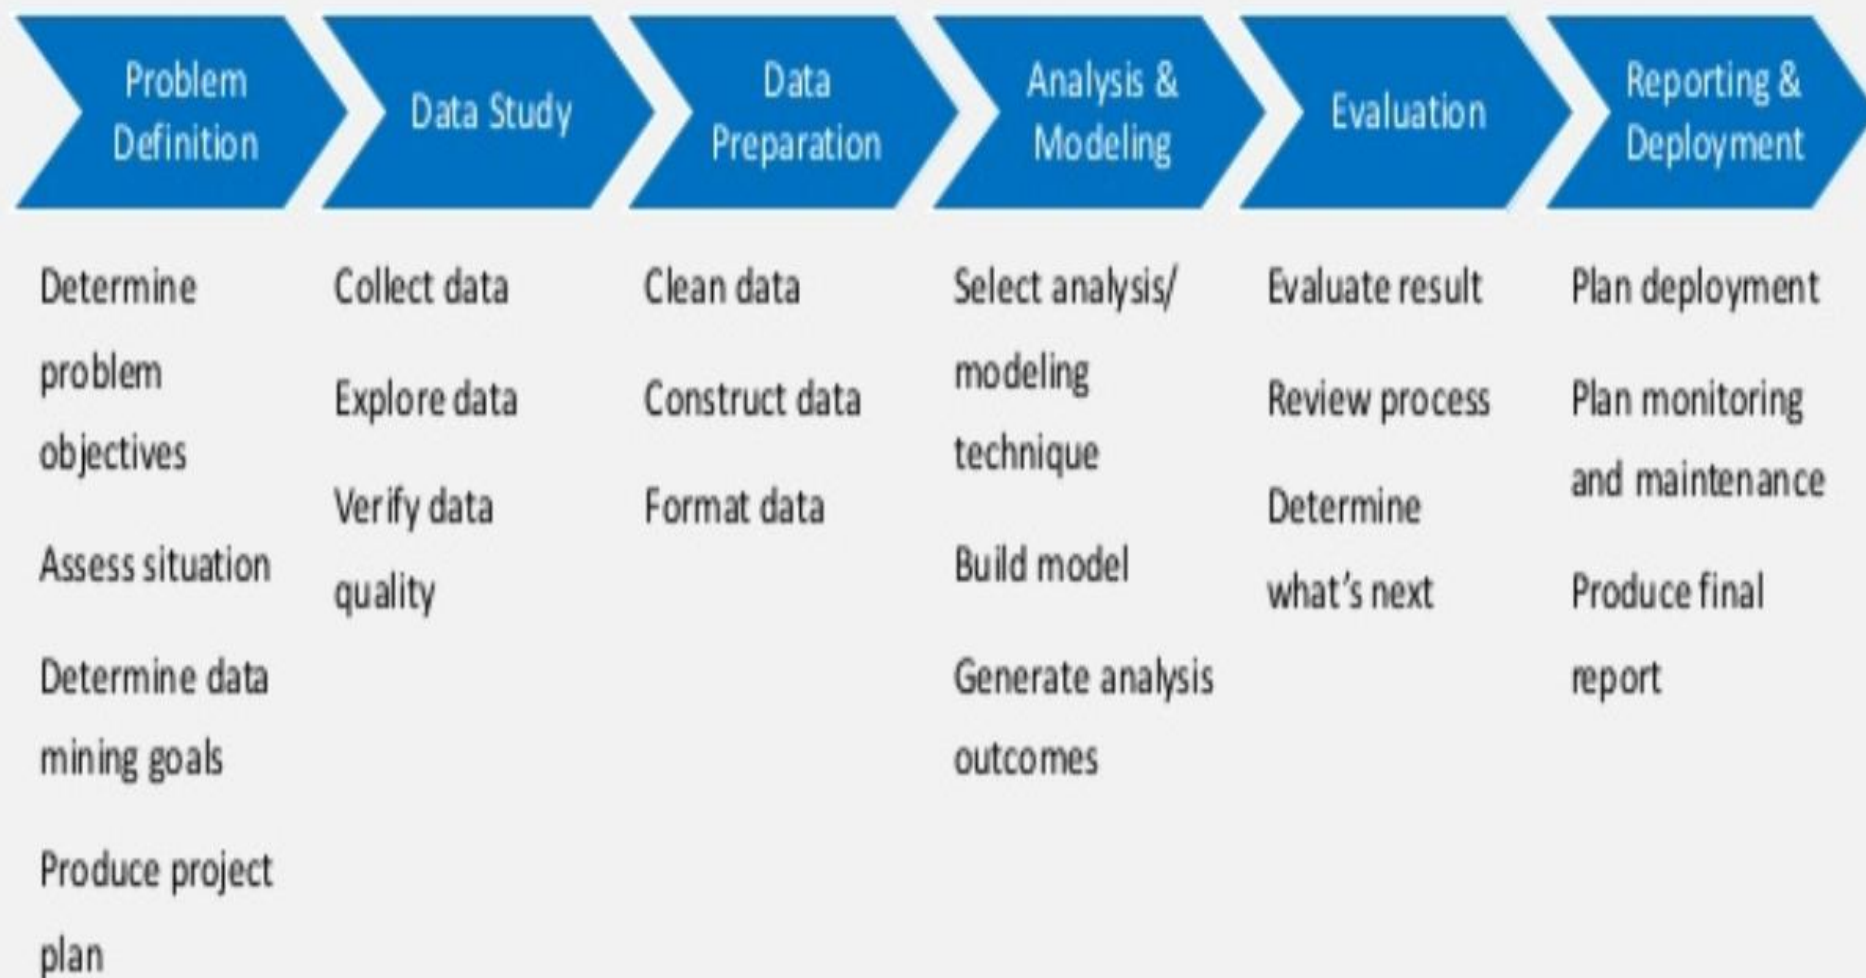 Problem
Definition
Data Study
Data
Preparation
Analysis &
Modeling
Evaluation
Reporting &
Deployment
Determine
problem
objectives
Assess situation
Determine data
mining goals
Produce project
plan
Collect data
Explore data
Verify data
quality
Clean data
Construct data
Format data
Select analysis/
modeling
technique
Build model
Generate analysis
outcomes
Evaluate result
Review process
Determine
what's next
Plan deployment
Plan monitoring
and maintenance
Produce final
report